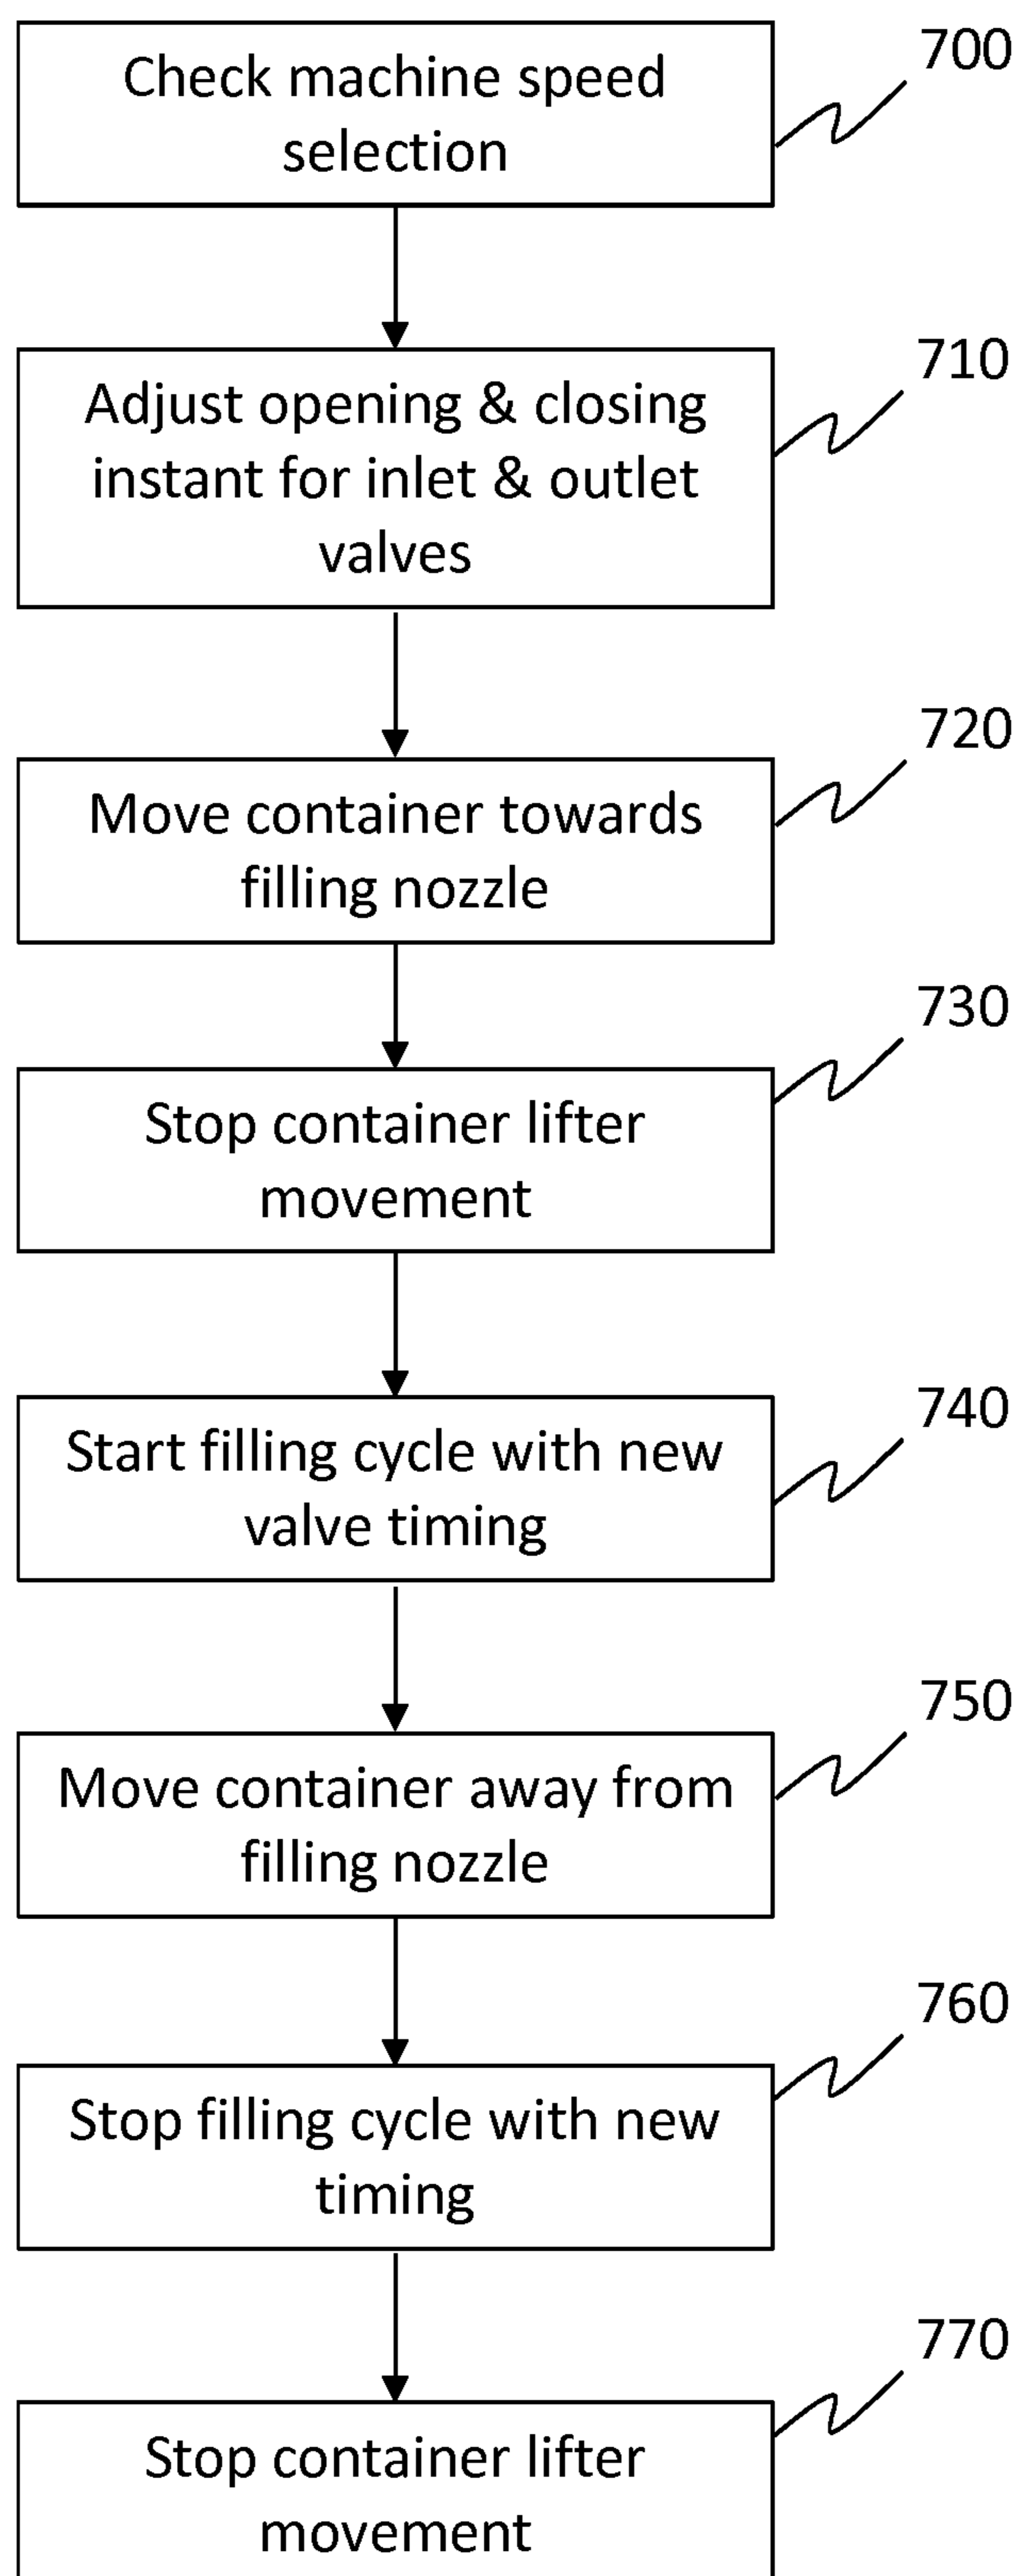 700
Check machine speed
selection
710
Adjust opening & closing
instant for inlet & outlet
valves
720
Move container towards
filling nozzle
730
Stop container lifter
movement
740
Start filling cycle with new
valve timing
750
Move container away from
filling nozzle
760
Stop filling cycle with new
timing
770
Stop container lifter
movement